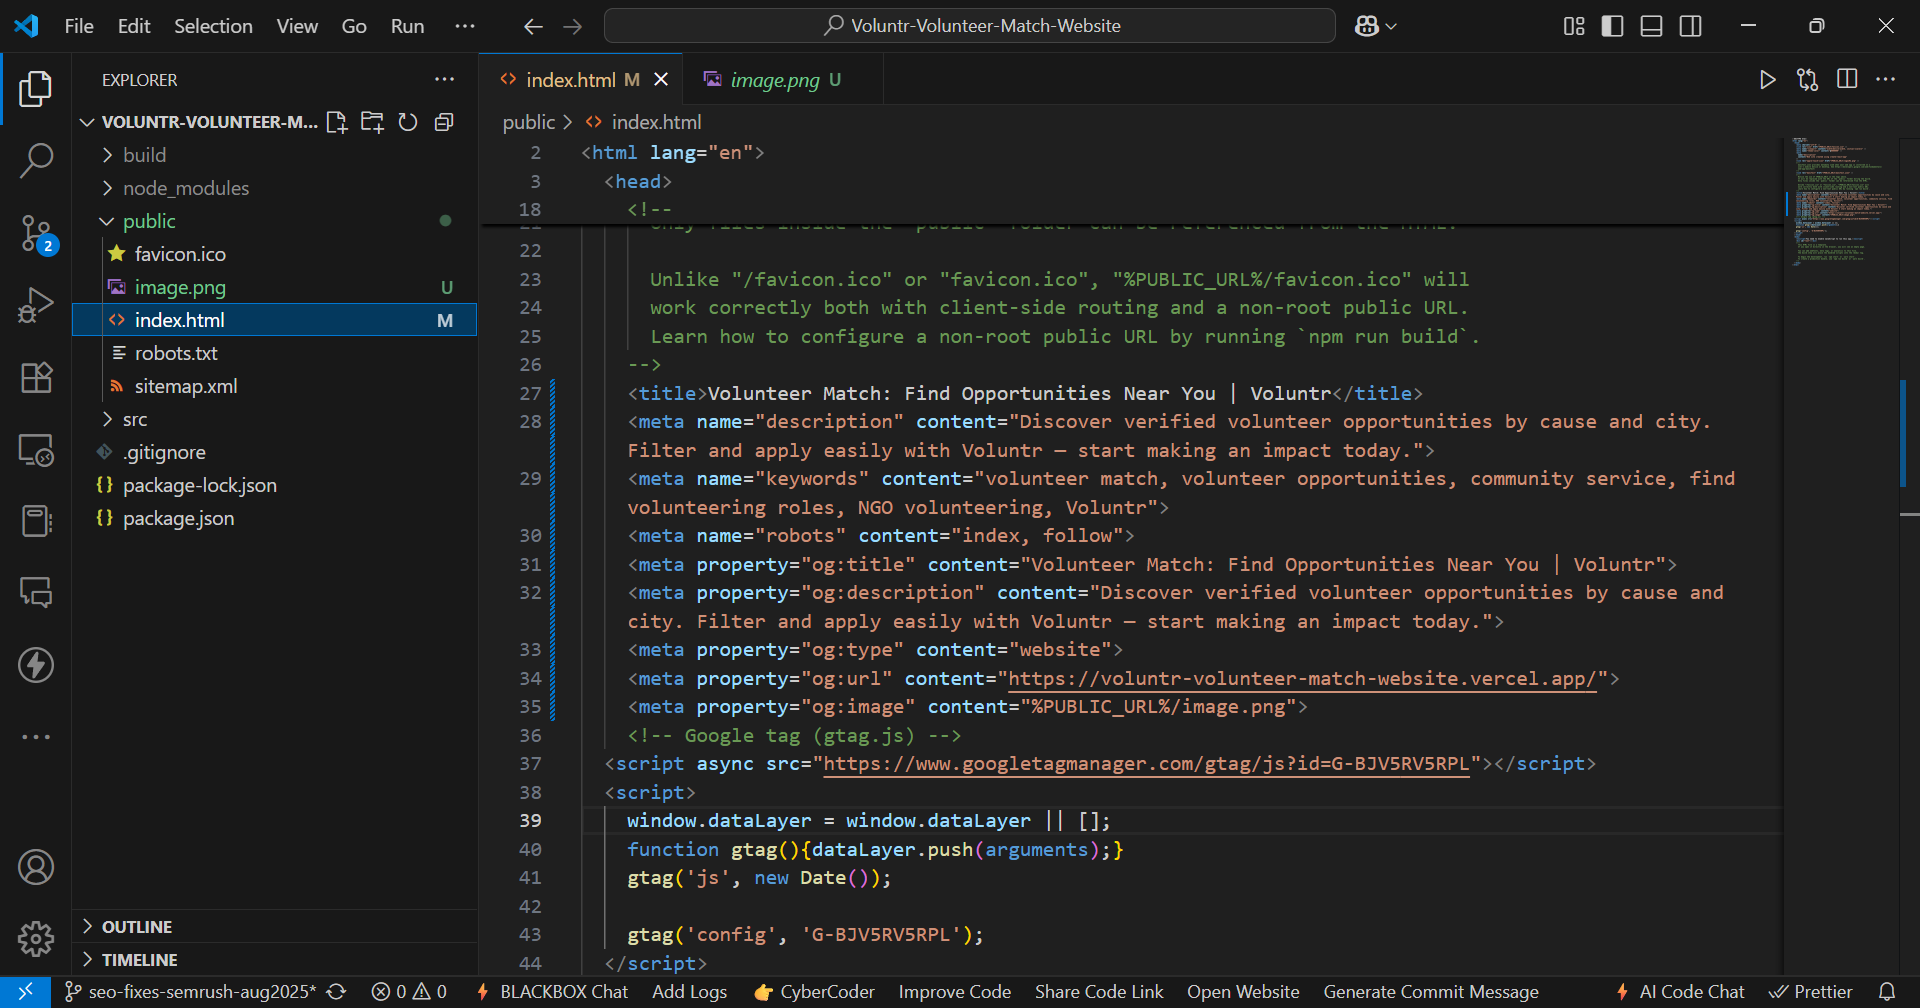 File Edit Selection View Go Run ··· Voluntr-Volunteer-Match-Website
EXPLORER ···
index.html M image.png U
VOLUNTR-VOLUNTEER-M...
build
node_modules
public
favicon.ico
image.png U
index.html M
robots.txt
sitemap.xml
src
.gitignore
package-lock.json
package.json
OUTLINE
TIMELINE
2
public > index.html
2 <html lang="en">
3 <head>
18 <!--
21 Only files inside the `public` folder can be referenced from the HTML.
22
23 Unlike "/favicon.ico" or "favicon.ico", "%PUBLIC_URL%/favicon.ico" will
24 work correctly both with client-side routing and a non-root public URL.
25 Learn how to configure a non-root public URL by running `npm run build`.
26 -->
27 <title>Volunteer Match: Find Opportunities Near You | Voluntr</title>
28 <meta name="description" content="Discover verified volunteer opportunities by cause and city.
Filter and apply easily with Voluntr — start making an impact today.">
29 <meta name="keywords" content="volunteer match, volunteer opportunities, community service, find
volunteering roles, NGO volunteering, Voluntr">
30 <meta name="robots" content="index, follow">
31 <meta property="og:title" content="Volunteer Match: Find Opportunities Near You | Voluntr">
32 <meta property="og:description" content="Discover verified volunteer opportunities by cause and
city. Filter and apply easily with Voluntr — start making an impact today.">
33 <meta property="og:type" content="website">
34 <meta property="og:url" content="https://voluntr-volunteer-match-website.vercel.app/">
35 <meta property="og:image" content="%PUBLIC_URL%/image.png">
36 <!-- Google tag (gtag.js) -->
37 <script async src="https://www.googletagmanager.com/gtag/js?id=G-BJV5RV5RPL"></script>
38 <script>
39 window.dataLayer = window.dataLayer || [];
40 function gtag(){dataLayer.push(arguments);}
41 gtag('js', new Date());
42
43 gtag('config', 'G-BJV5RV5RPL');
44 </script>
seo-fixes-semrush-aug2025* 0 0 BLACKBOX Chat Add Logs CyberCoder Improve Code Share Code Link Open Website Generate Commit Message AI Code Chat Prettier